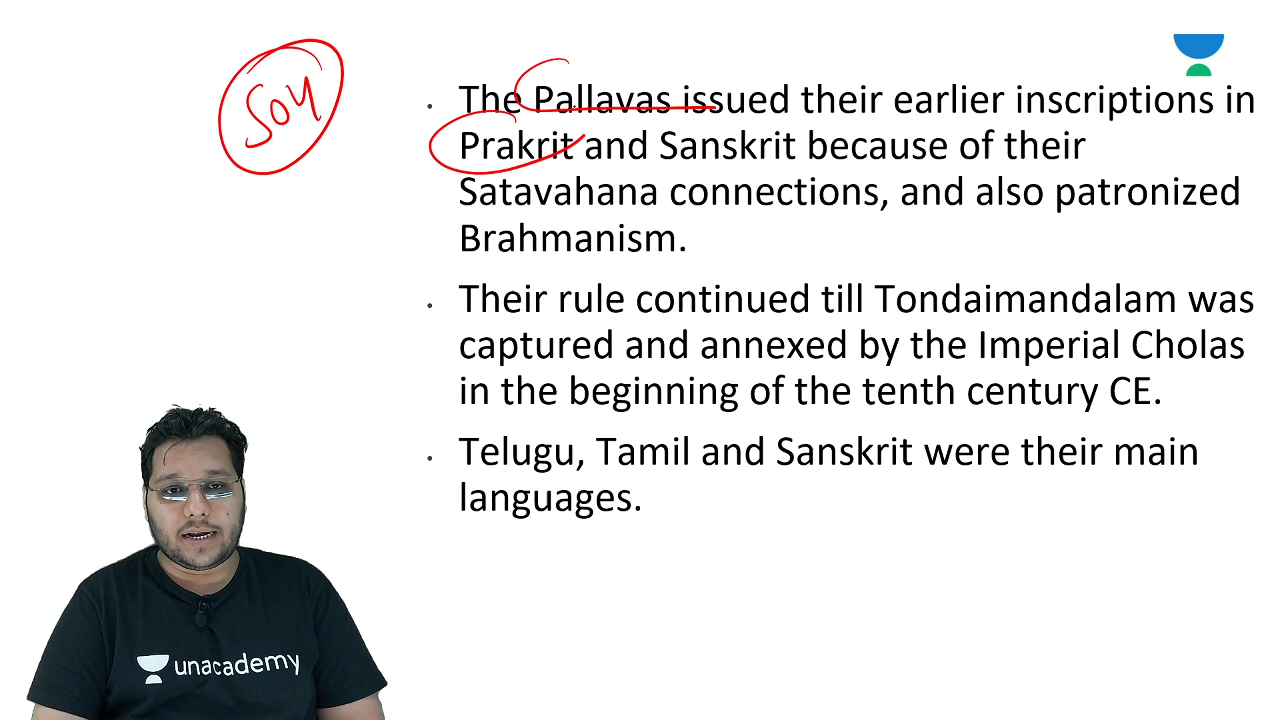 Soy
• The Pallavas issued their earlier inscriptions in
Prakrit and Sanskrit because of their
Satavahana connections, and also patronized
Brahmanism.
• Their rule continued till Tondaimandalam was
captured and annexed by the Imperial Cholas
in the beginning of the tenth century CE.
• Telugu, Tamil and Sanskrit were their main
languages.
unacademy